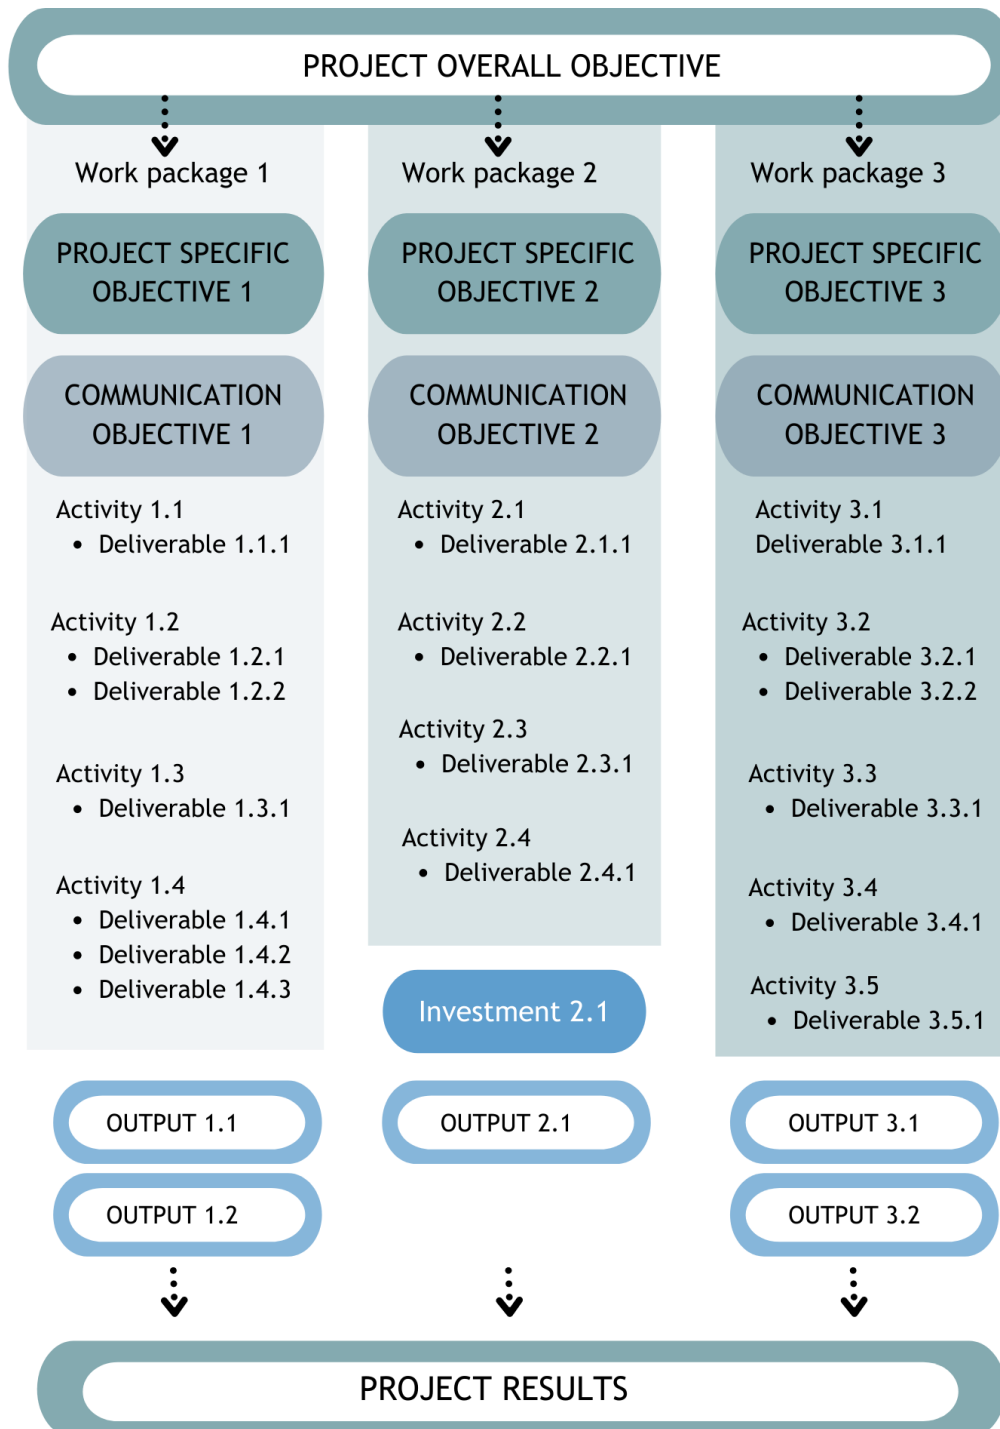 PROJECT OVERALL OBJECTIVE
Work package 1
PROJECT SPECIFIC
OBJECTIVE 1
COMMUNICATION
OBJECTIVE 1
Activity 1.1
• Deliverable 1.1.1
Activity 1.2
• Deliverable 1.2.1
• Deliverable 1.2.2
Activity 1.3
• Deliverable 1.3.1
Activity 1.4
• Deliverable 1.4.1
• Deliverable 1.4.2
• Deliverable 1.4.3
OUTPUT 1.1
OUTPUT 1.2
Work package 2
PROJECT SPECIFIC
OBJECTIVE 2
COMMUNICATION
OBJECTIVE 2
Activity 2.1
• Deliverable 2.1.1
Activity 2.2
• Deliverable 2.2.1
Activity 2.3
• Deliverable 2.3.1
Activity 2.4
• Deliverable 2.4.1
Investment 2.1
OUTPUT 2.1
Work package 3
PROJECT SPECIFIC
OBJECTIVE 3
COMMUNICATION
OBJECTIVE 3
Activity 3.1
Deliverable 3.1.1
Activity 3.2
• Deliverable 3.2.1
• Deliverable 3.2.2
Activity 3.3
• Deliverable 3.3.1
Activity 3.4
• Deliverable 3.4.1
Activity 3.5
• Deliverable 3.5.1
OUTPUT 3.1
OUTPUT 3.2
PROJECT RESULTS